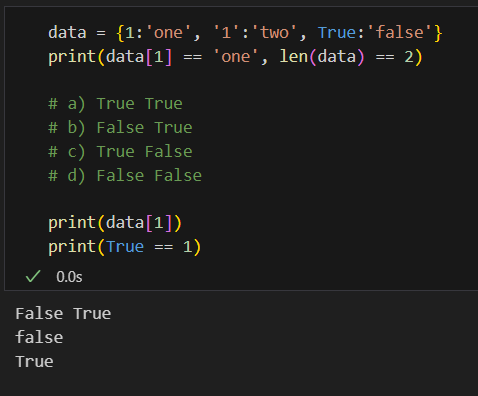 data = {1:'one', '1':'two', True:'false'}
print(data[1] == 'one', len(data) == 2)
# a) True True
# b) False True
# c) True False
# d) False False
print(data[1])
print(True == 1)
0.0s
False True
false
True